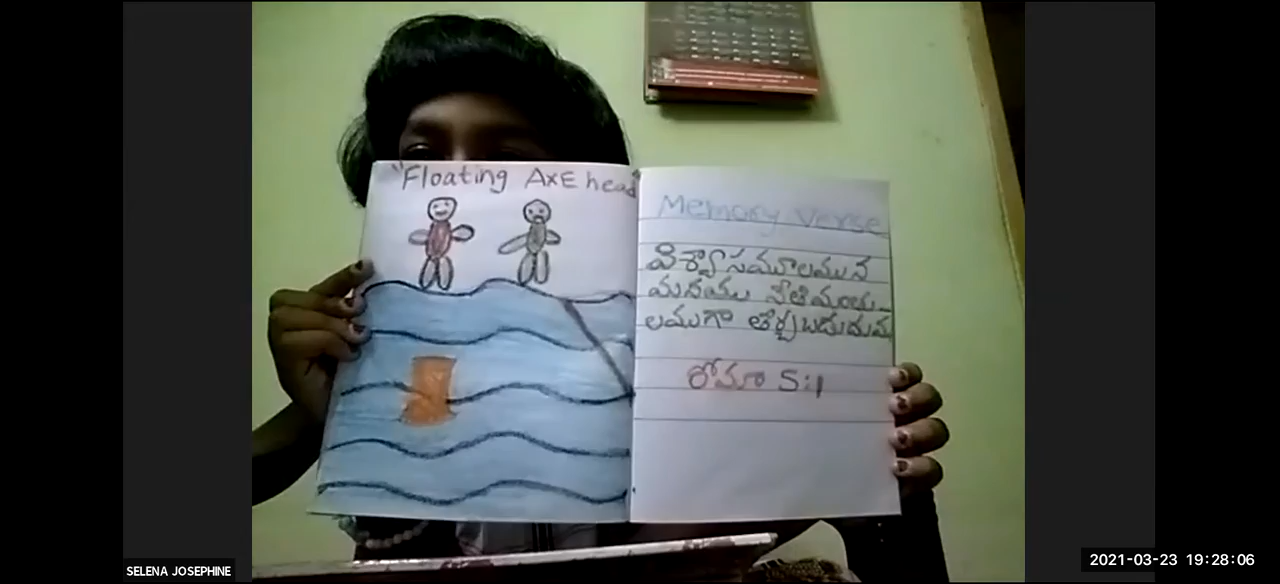 "Floating AXE head"
Memory Verse
విశ్వాసమూలమున
మనము నీతిమంతు-
లముగా తీర్చబడుదుము
రోమా 5:1
SELENA JOSEPHINE
2021-03-23 19:28:06